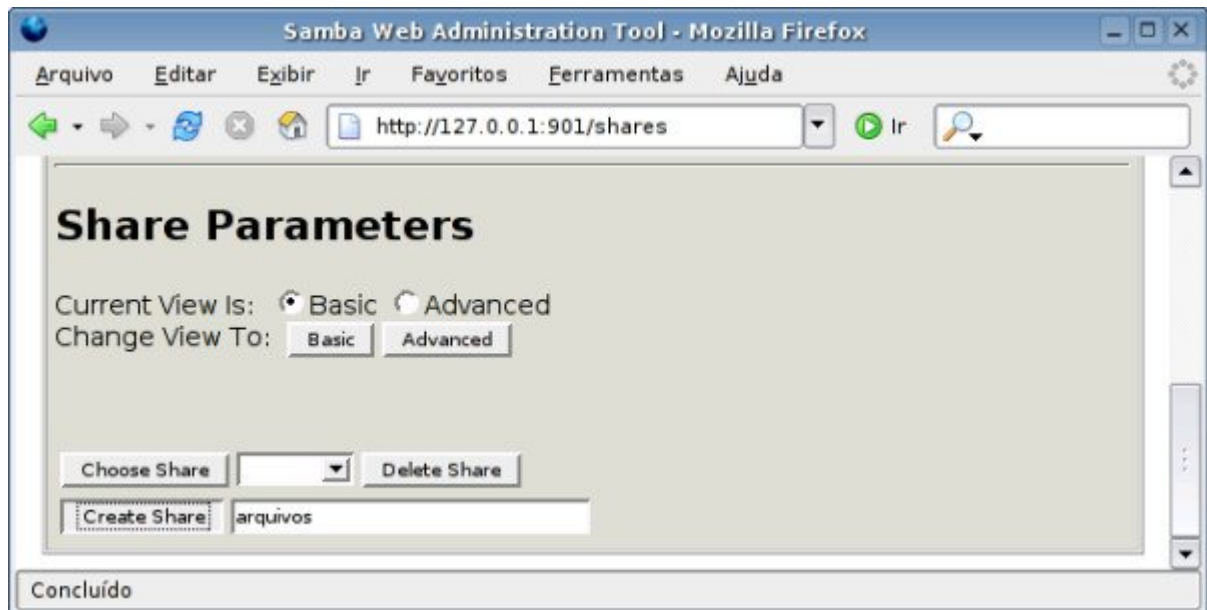 Samba Web Administration Tool - Mozilla Firefox
Arquivo Editar Exibir Ir Favoritos Ferramentas Ajuda
http://127.0.0.1:901/shares Ir
Share Parameters
Current View Is: Basic Advanced
Change View To: Basic Advanced
Choose Share Delete Share
Create Share arquivos
Concluído